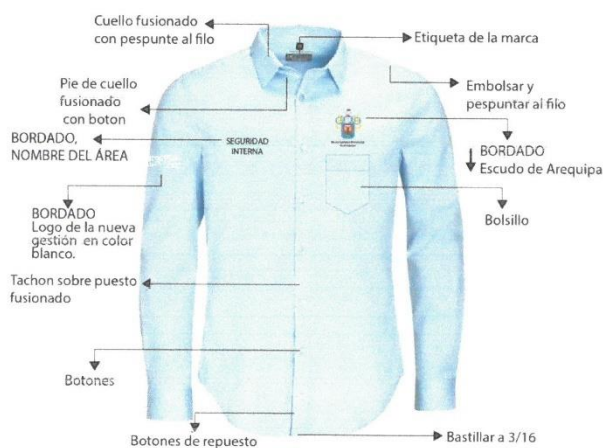 Cuello fusionado
con pespunte al filo
Etiqueta de la marca
Pie de cuello
fusionado
con boton
Embolsar y
pespuntar al filo
BORDADO,
NOMBRE DEL ÁREA
SEGURIDAD
INTERNA
BORDADO
Escudo de Arequipa
BORDADO
Logo de la nueva
gestión en color
blanco.
Bolsillo
Tachon sobre puesto
fusionado
Botones
Botones de repuesto
Bastillar a 3/16